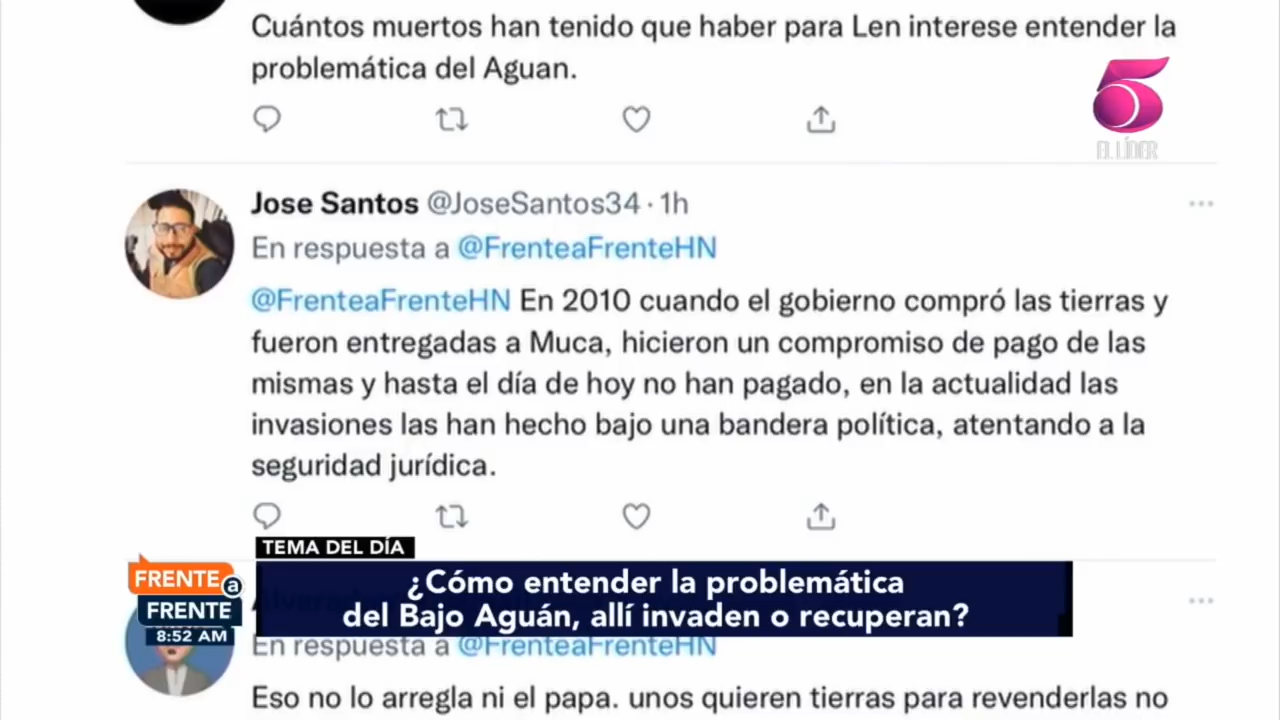 Cuántos muertos han tenido que haber para Len interese entender la
problemática del Aguan.
5
EL LÍDER
Jose Santos @JoseSantos34 · 1h
En respuesta a @FrenteaFrenteHN
@FrenteaFrenteHN En 2010 cuando el gobierno compró las tierras y
fueron entregadas a Muca, hicieron un compromiso de pago de las
mismas y hasta el día de hoy no han pagado, en la actualidad las
invasiones las han hecho bajo una bandera política, atentando a la
seguridad jurídica.
TEMA DEL DÍA
FRENTE a
FRENTE
8:52 AM
¿Cómo entender la problemática
del Bajo Aguán, allí invaden o recuperan?
En respuesta a @FrenteaFrenteHN
Eso no lo arregla ni el papa. unos quieren tierras para revenderlas no